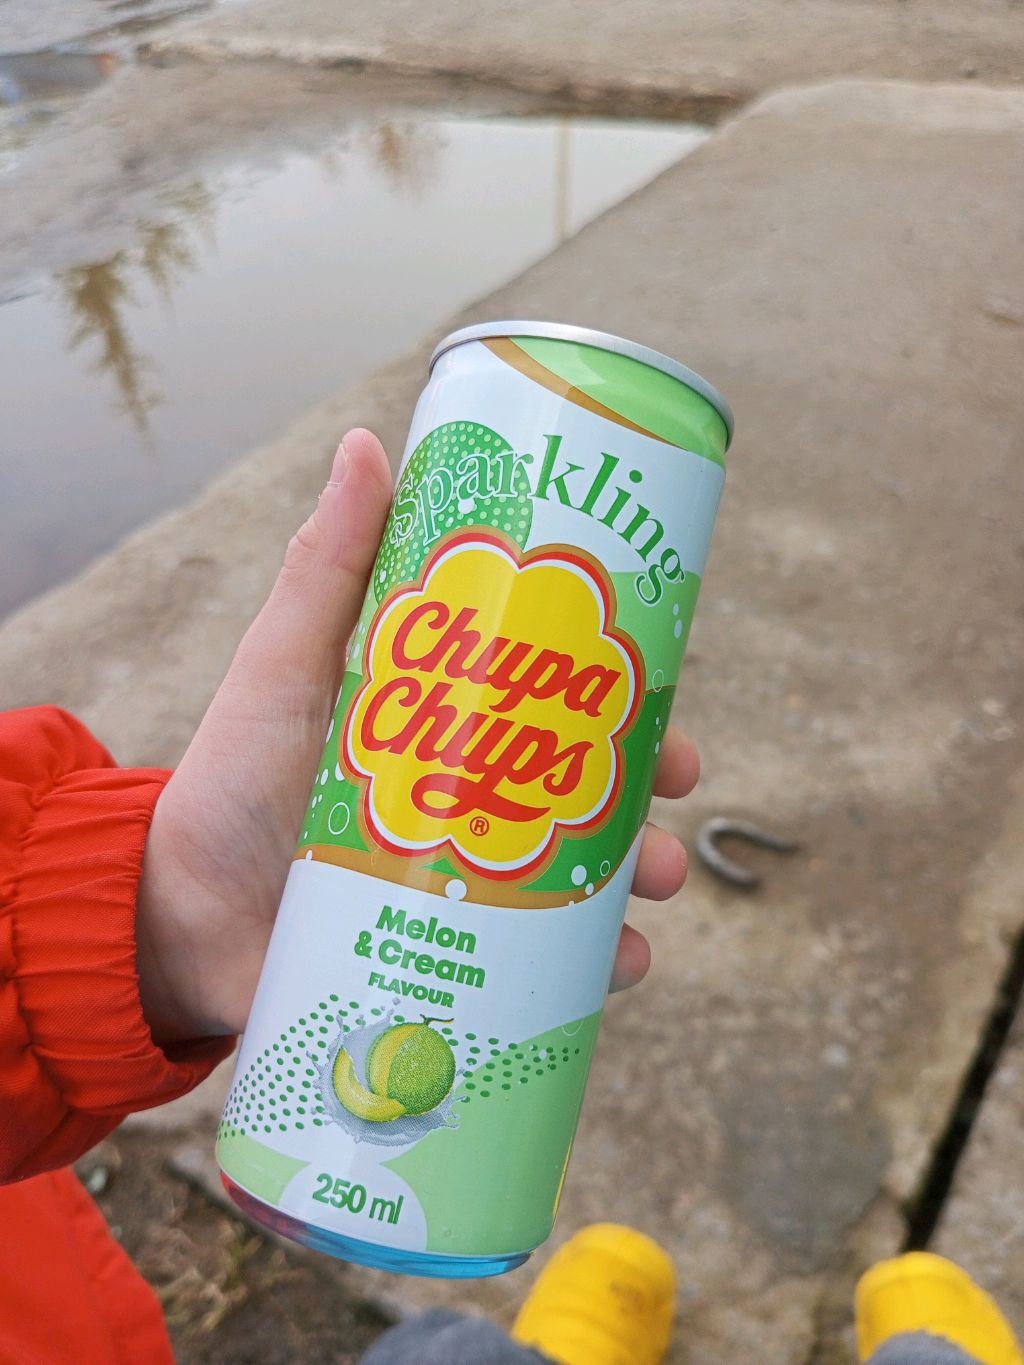 Sparkling
Chupa
Chups
®
Melon
& Cream
FLAVOUR
250 ml